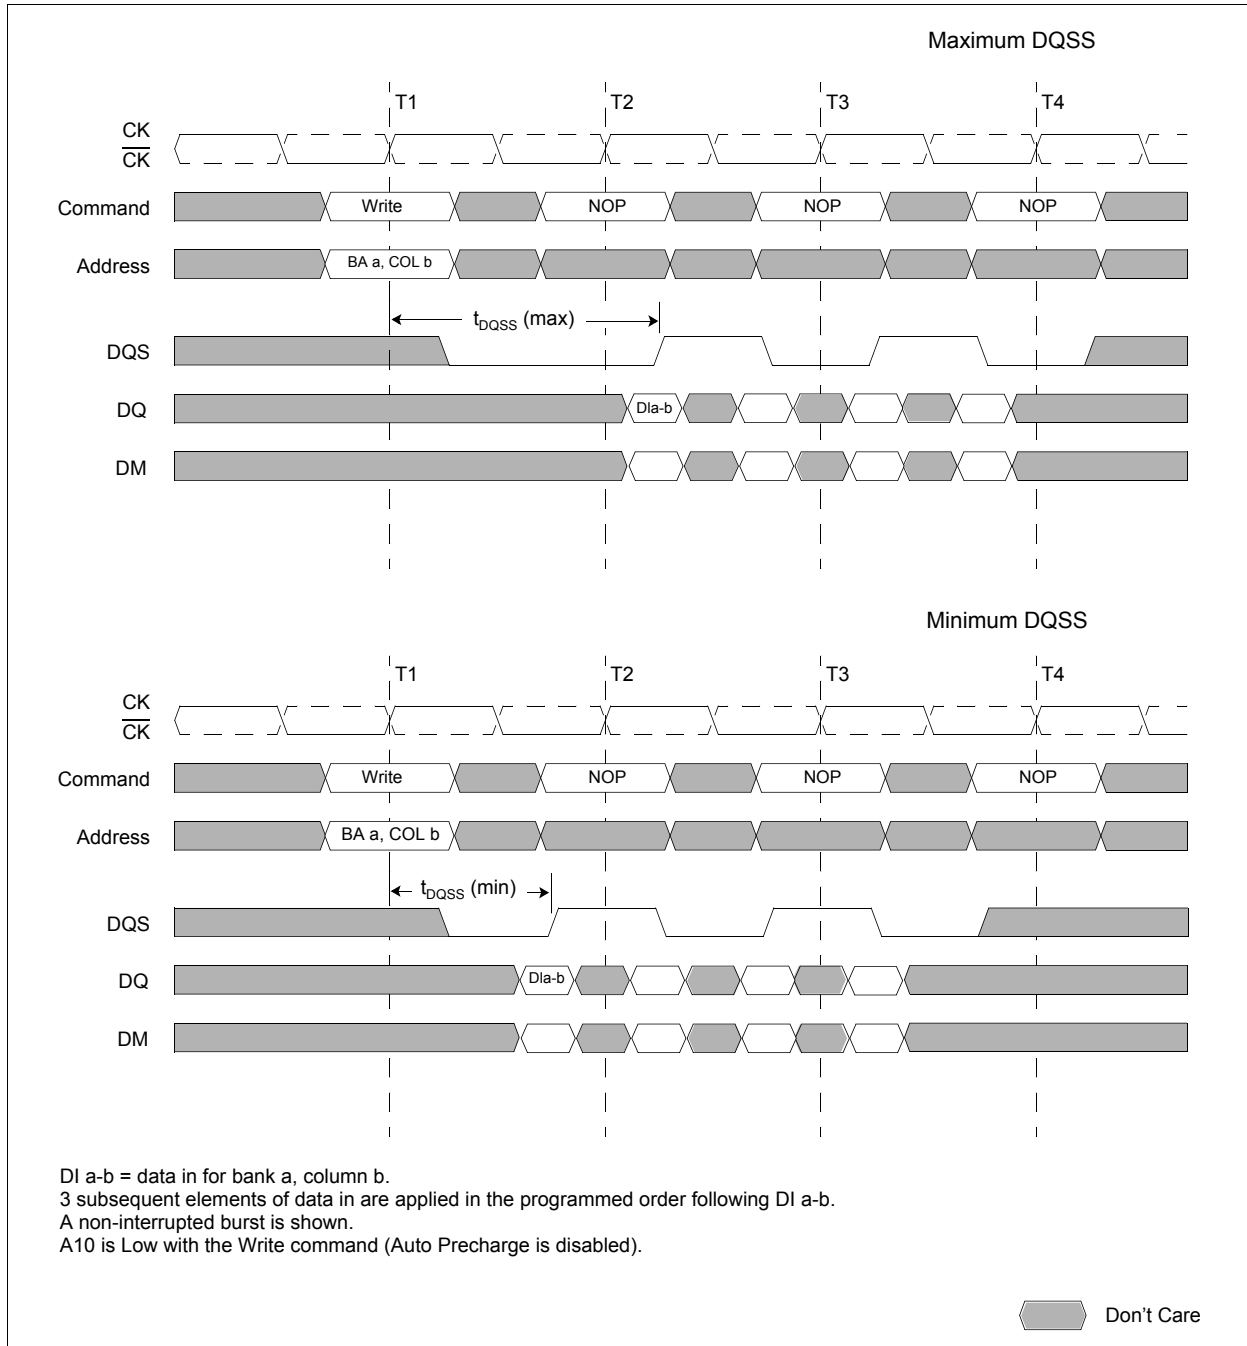 Maximum DQSS
T1 T2 T3 T4
CK
CK
Command Write NOP NOP NOP
Address BA a, COL b
tDQSS (max)
DQS
DQ DIa-b
DM
Minimum DQSS
T1 T2 T3 T4
CK
CK
Command Write NOP NOP NOP
Address BA a, COL b
tDQSS (min)
DQS
DQ DIa-b
DM
DI a-b = data in for bank a, column b.
3 subsequent elements of data in are applied in the programmed order following DI a-b.
A non-interrupted burst is shown.
A10 is Low with the Write command (Auto Precharge is disabled).
Don't Care